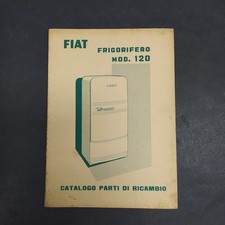 FIAT
FRIGORIFERO
MOD. 120
CATALOGO PARTI DI RICAMBIO